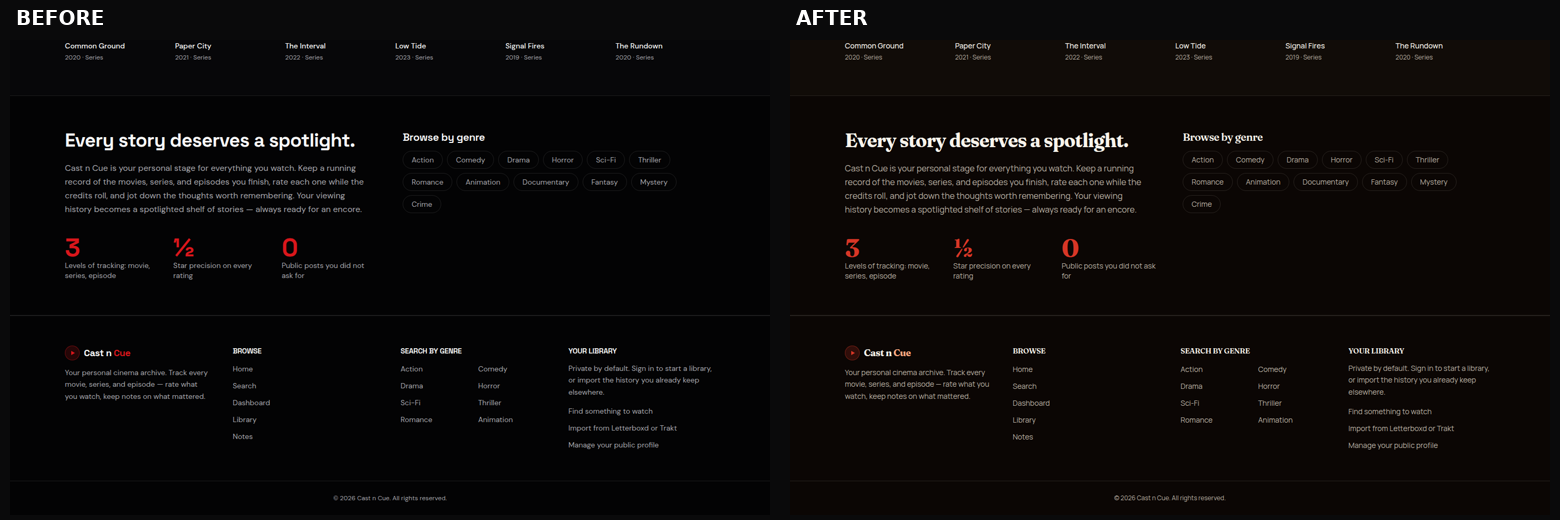 BEFORE
Common Ground Paper City The Interval Low Tide Signal Fires The Rundown
2020 · Series 2021 · Series 2022 · Series 2023 · Series 2019 · Series 2020 · Series
Every story deserves a spotlight.
Cast n Cue is your personal stage for everything you watch. Keep a running
record of the movies, series, and episodes you finish, rate each one while the
credits roll, and jot down the thoughts worth remembering. Your viewing
history becomes a spotlighted shelf of stories — always ready for an encore.
3 ½ 0
Levels of tracking: movie, Star precision on every Public posts you did not
series, episode rating ask for
Browse by genre
Action Comedy Drama Horror Sci-Fi Thriller
Romance Animation Documentary Fantasy Mystery
Crime
Cast n Cue
Your personal cinema archive. Track every
movie, series, and episode — rate what
you watch, keep notes on what mattered.
BROWSE
Home
Search
Dashboard
Library
Notes
SEARCH BY GENRE
Action Comedy
Drama Horror
Sci-Fi Thriller
Romance Animation
YOUR LIBRARY
Private by default. Sign in to start a library,
or import the history you already keep
elsewhere.
Find something to watch
Import from Letterboxd or Trakt
Manage your public profile
© 2026 Cast n Cue. All rights reserved.
AFTER
Common Ground Paper City The Interval Low Tide Signal Fires The Rundown
2020 · Series 2021 · Series 2022 · Series 2023 · Series 2019 · Series 2020 · Series
Every story deserves a spotlight.
Cast n Cue is your personal stage for everything you watch. Keep a running
record of the movies, series, and episodes you finish, rate each one while the
credits roll, and jot down the thoughts worth remembering. Your viewing
history becomes a spotlighted shelf of stories — always ready for an encore.
3 ½ 0
Levels of tracking: movie, Star precision on every Public posts you did not ask
series, episode rating for
Browse by genre
Action Comedy Drama Horror Sci-Fi Thriller
Romance Animation Documentary Fantasy Mystery
Crime
Cast n Cue
Your personal cinema archive. Track every
movie, series, and episode — rate what
you watch, keep notes on what mattered.
BROWSE
Home
Search
Dashboard
Library
Notes
SEARCH BY GENRE
Action Comedy
Drama Horror
Sci-Fi Thriller
Romance Animation
YOUR LIBRARY
Private by default. Sign in to start a library,
or import the history you already keep
elsewhere.
Find something to watch
Import from Letterboxd or Trakt
Manage your public profile
© 2026 Cast n Cue. All rights reserved.